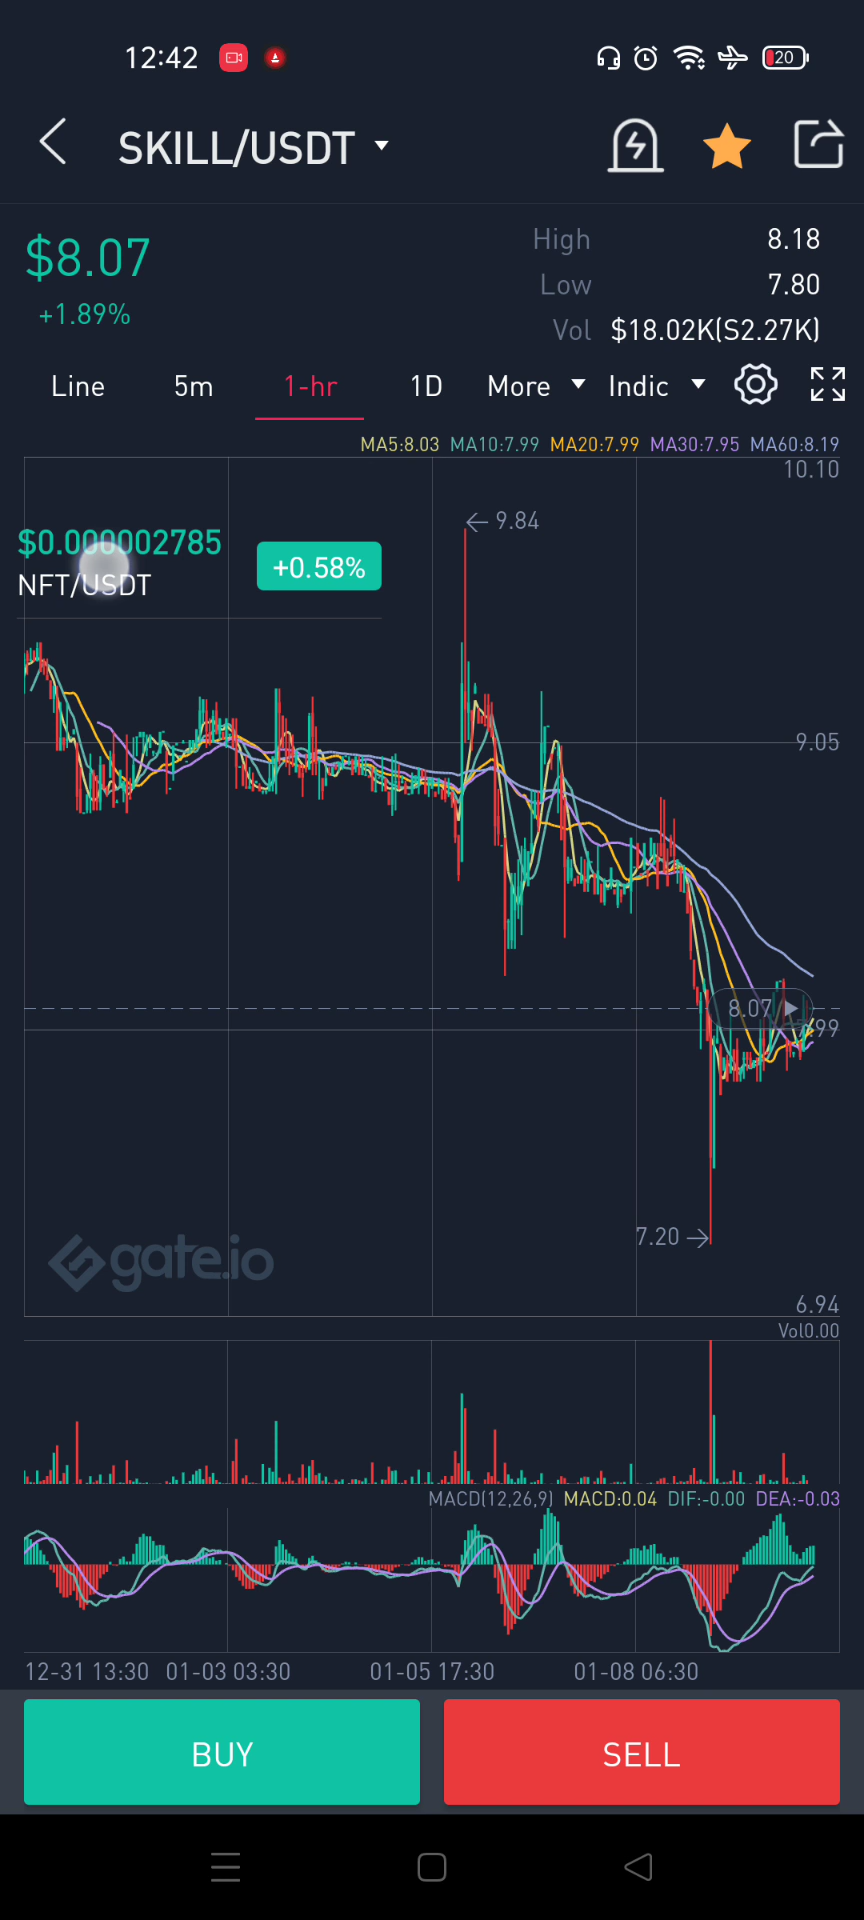 12:42
20
SKILL/USDT
$8.07
+1.89%
High 8.18
Low 7.80
Vol $18.02K(S2.27K)
Line 5m 1-hr 1D More Indic
MA5:8.03 MA10:7.99 MA20:7.99 MA30:7.95 MA60:8.19
10.10
9.84
$0.000002785
NFT/USDT
+0.58%
9.05
8.07
7.99
7.20
gate.io
6.94
Vol0.00
MACD(12,26,9) MACD:0.04 DIF:-0.00 DEA:-0.03
12-31 13:30 01-03 03:30 01-05 17:30 01-08 06:30
BUY SELL